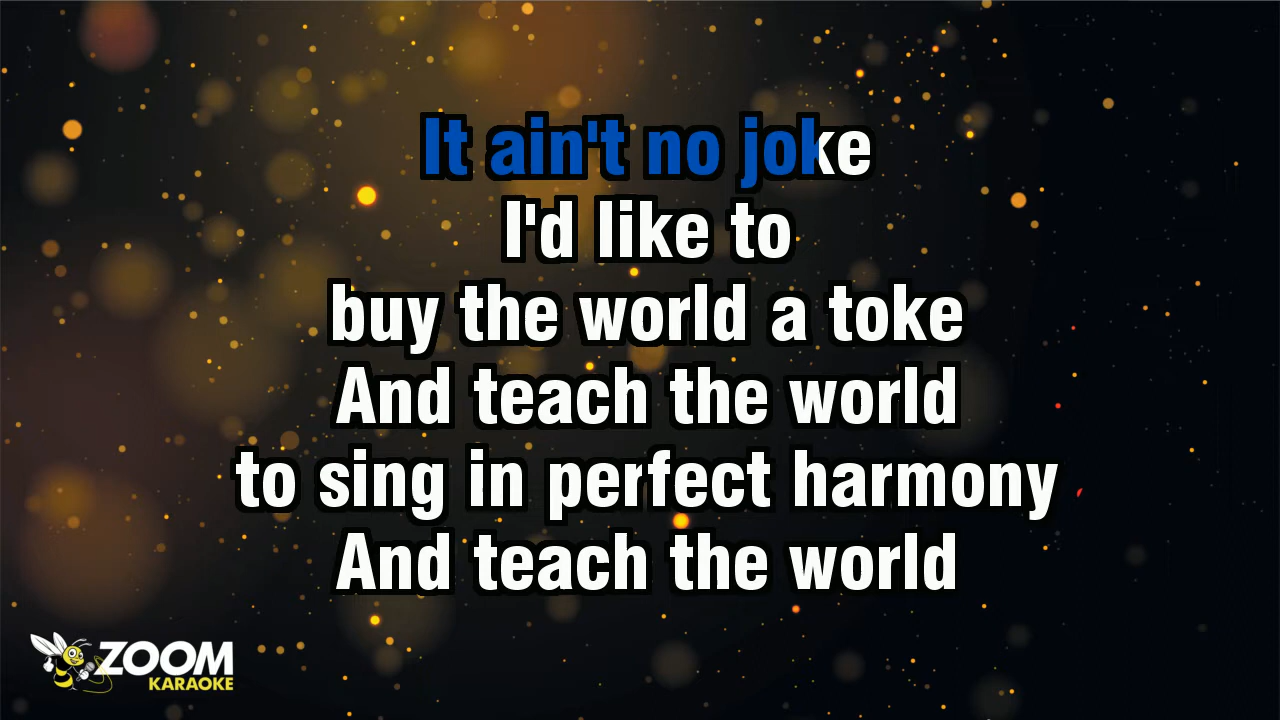 It ain't no joke
I'd like to
buy the world a toke
And teach the world
to sing in perfect harmony
And teach the world
ZOOM
KARAOKE